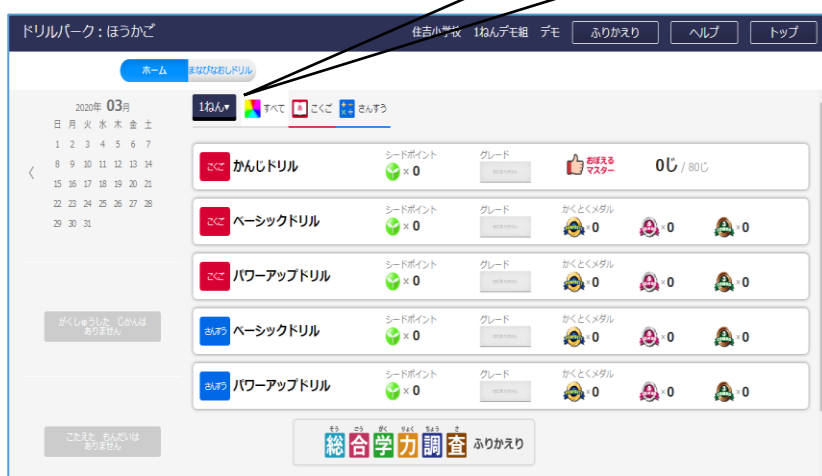 ドリルパーク：ほうかご
住吉小学校 1ねんデモ組 デモ ふりかえり ヘルプ トップ
ホーム まなびなおしドリル
2020年 03月
日 月 火 水 木 金 土
1 2 3 4 5 6 7
8 9 10 11 12 13 14
15 16 17 18 19 20 21
22 23 24 25 26 27 28
29 30 31
がくしゅうした じかんは
ありません
こたえた もんだいは
ありません
1ねん▾ すべて あ こくご さんすう
こくご かんじドリル シードポイント × 0 グレード おぼえる マスター 0じ / 80じ
こくご ベーシックドリル シードポイント × 0 グレード かくとくメダル × 0 × 0 × 0
こくご パワーアップドリル シードポイント × 0 グレード かくとくメダル × 0 × 0 × 0
さんすう ベーシックドリル シードポイント × 0 グレード かくとくメダル × 0 × 0 × 0
さんすう パワーアップドリル シードポイント × 0 グレード かくとくメダル × 0 × 0 × 0
そう ごう がく りょく ちょう さ
総合学力調査 ふりかえり